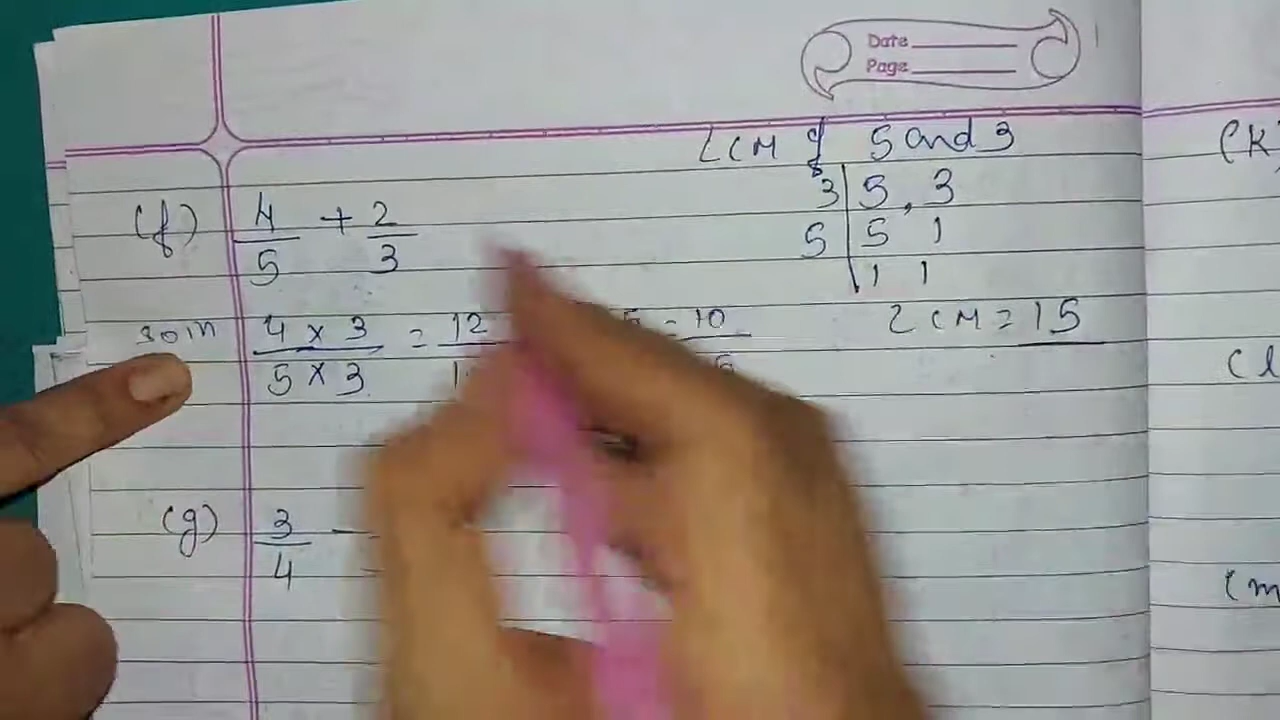 Date
Page
LCM of 5 and 3
(f) 4/5 + 2/3
3 | 5, 3
5 | 5 1
1 1
LCM = 15
soln 4 x 3 / 5 x 3 = 12 = 10
(g) 3/4 -
(k)
(l
(m